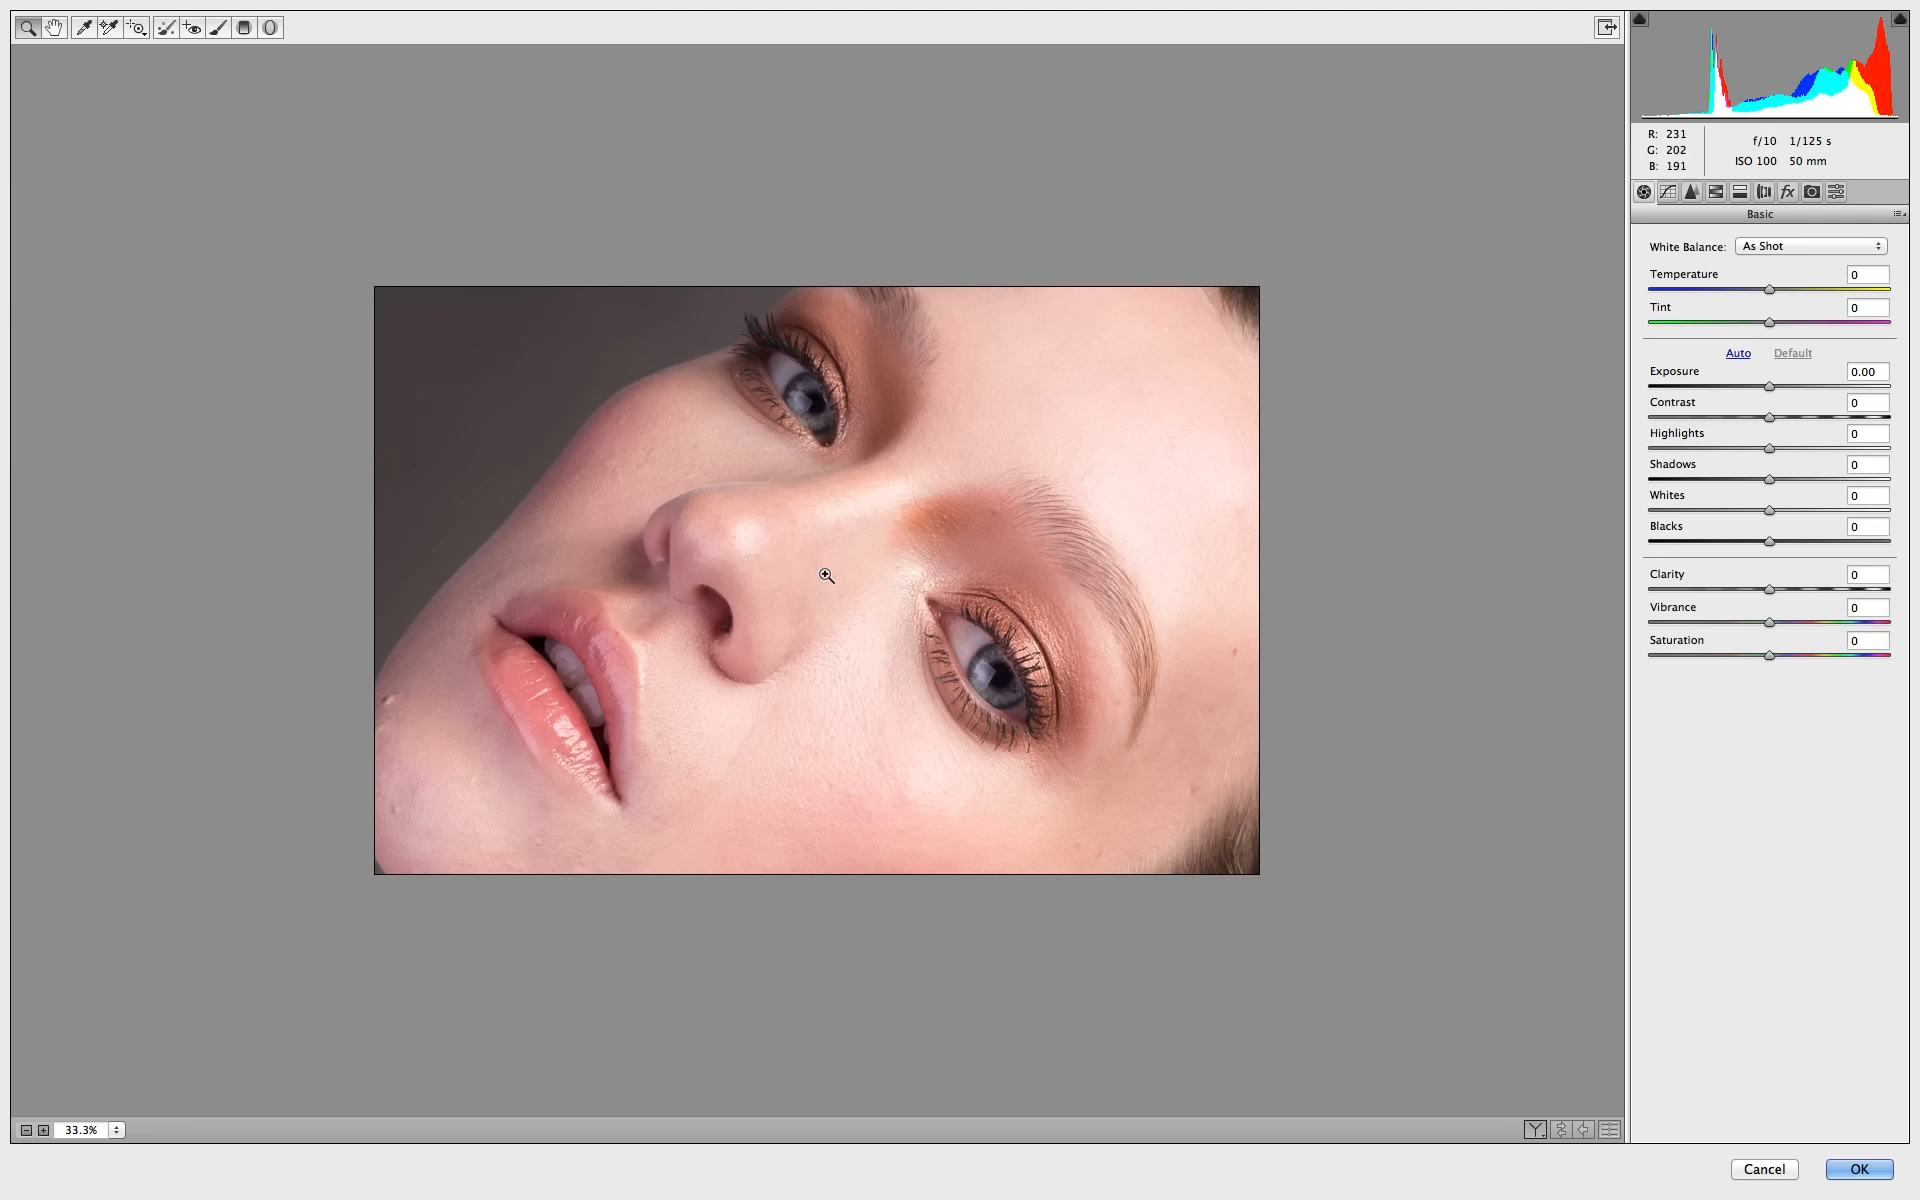 R: 231
G: 202
B: 191
f/10 1/125 s
ISO 100 50 mm
fx
Basic
White Balance: As Shot
Temperature 0
Tint 0
Auto Default
Exposure 0.00
Contrast 0
Highlights 0
Shadows 0
Whites 0
Blacks 0
Clarity 0
Vibrance 0
Saturation 0
33.3%
Y
Cancel OK